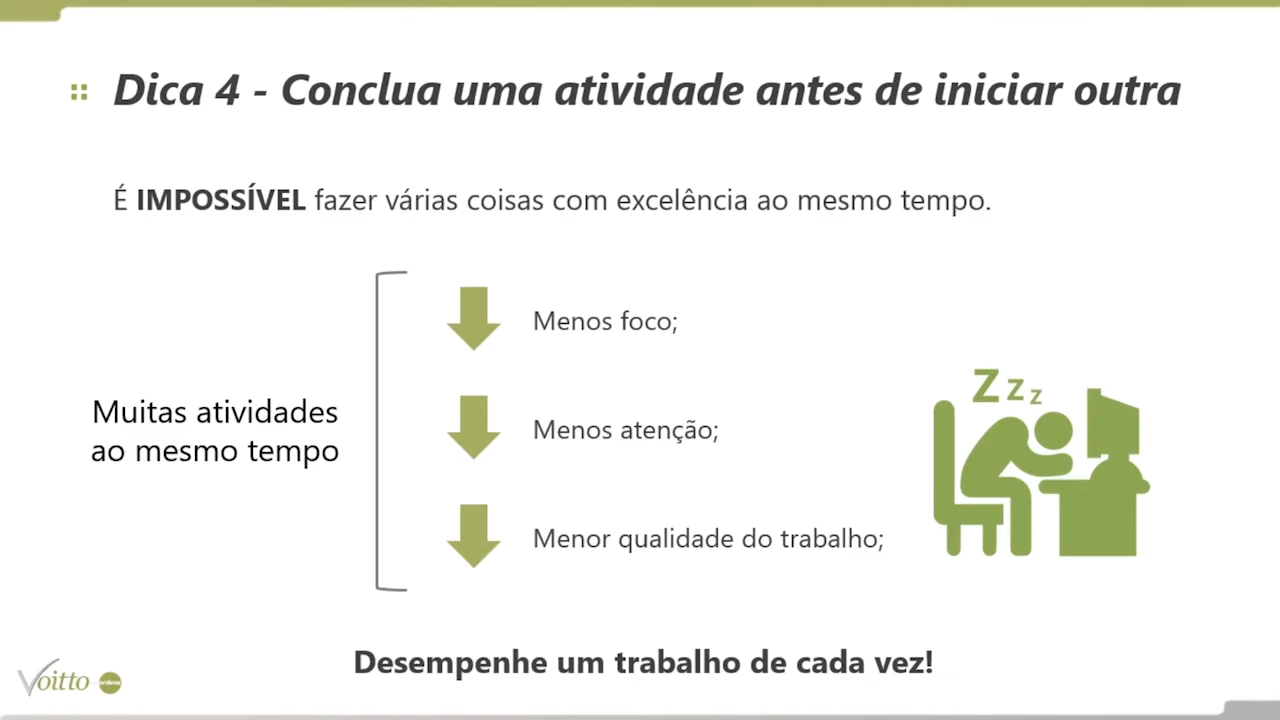 Dica 4 - Conclua uma atividade antes de iniciar outra
É IMPOSSÍVEL fazer várias coisas com excelência ao mesmo tempo.
Muitas atividades
ao mesmo tempo
Menos foco;
Menos atenção;
Menor qualidade do trabalho;
Z z z
Desempenhe um trabalho de cada vez!
Voitto online